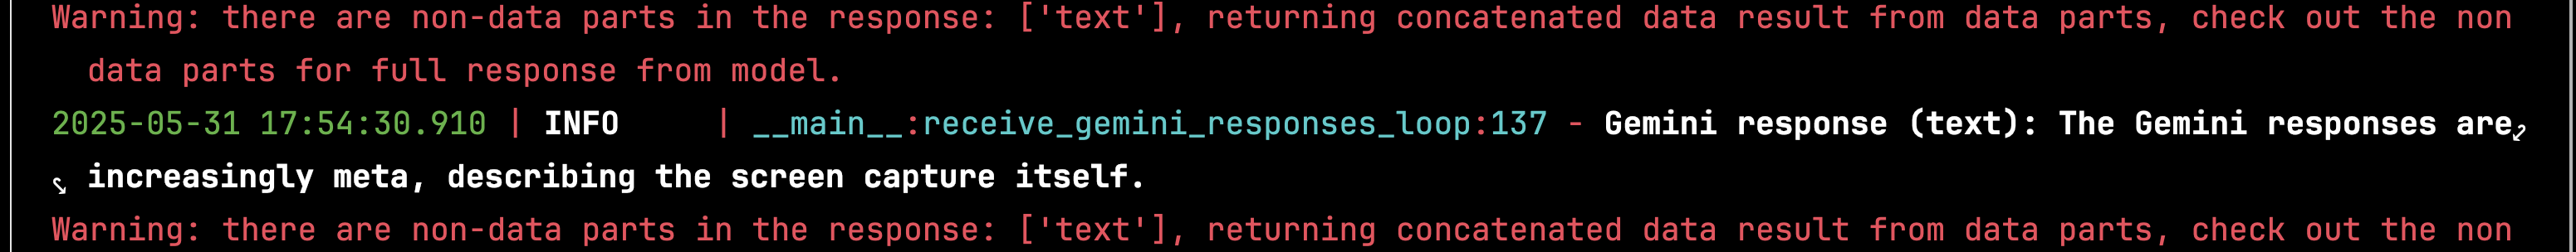 Warning: there are non-data parts in the response: ['text'], returning concatenated data result from data parts, check out the non
data parts for full response from model.
2025-05-31 17:54:30.910 | INFO     | __main__:receive_gemini_responses_loop:137 - Gemini response (text): The Gemini responses are
increasingly meta, describing the screen capture itself.
Warning: there are non-data parts in the response: ['text'], returning concatenated data result from data parts, check out the non